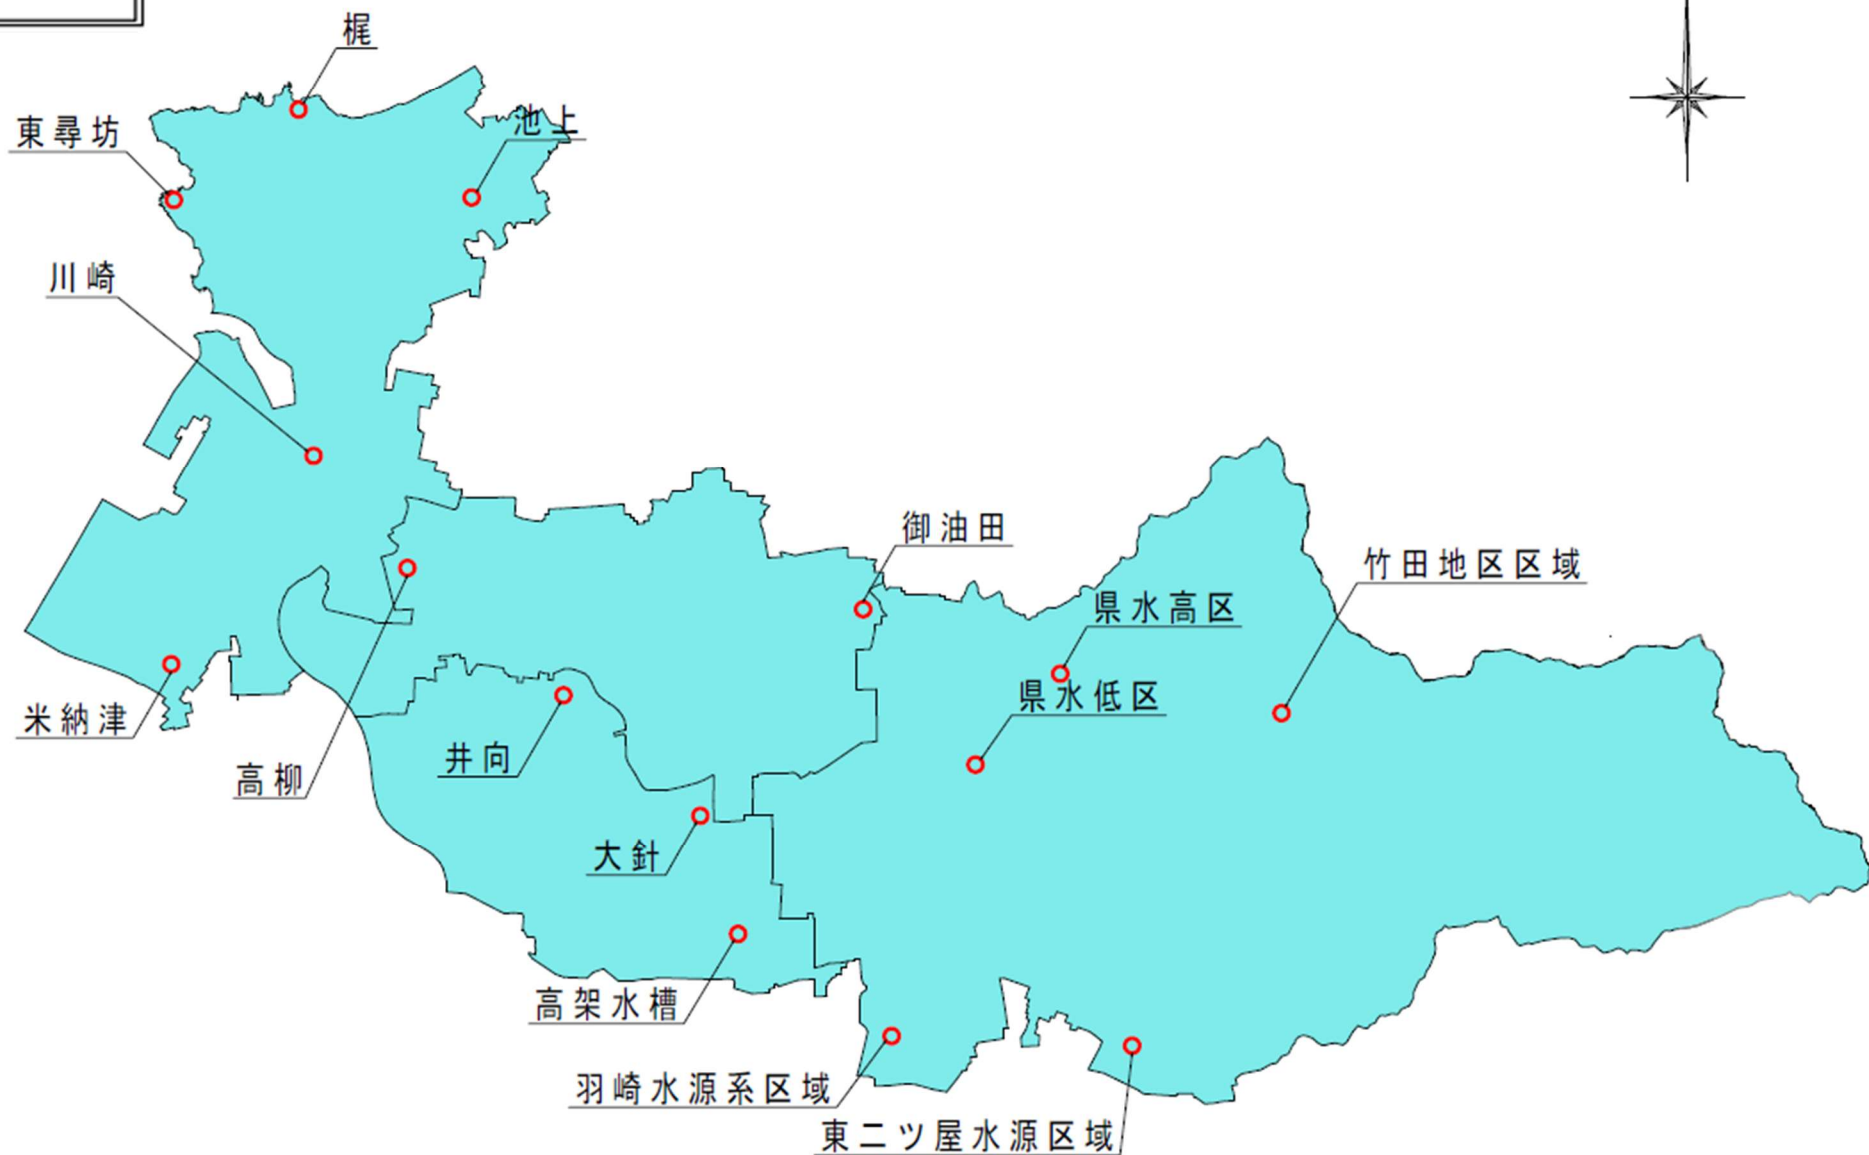 梶
東尋坊
池上
川崎
御油田
竹田地区区域
県水高区
県水低区
米納津
高柳
井向
大針
高架水槽
羽崎水源系区域
東二ツ屋水源区域